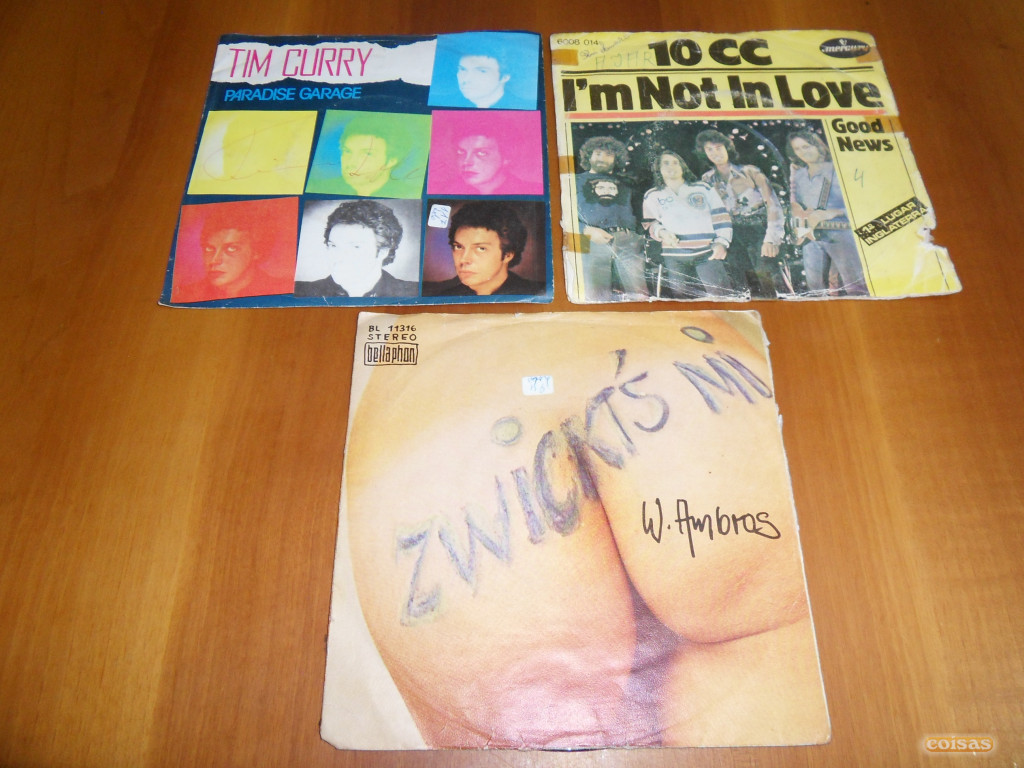 TIM CURRY
PARADISE GARAGE
6008 014
10 CC
mercury
I'm Not In Love
Good
News
4
1º LUGAR
INGLATERRA
BL 11316
STEREO
bellaphon
ZWICKT'S MI
W. Ambros
coisas